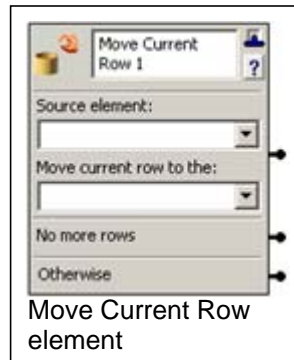 Move Current
Row 1
?
Source element:
Move current row to the:
No more rows
Otherwise
Move Current Row
element